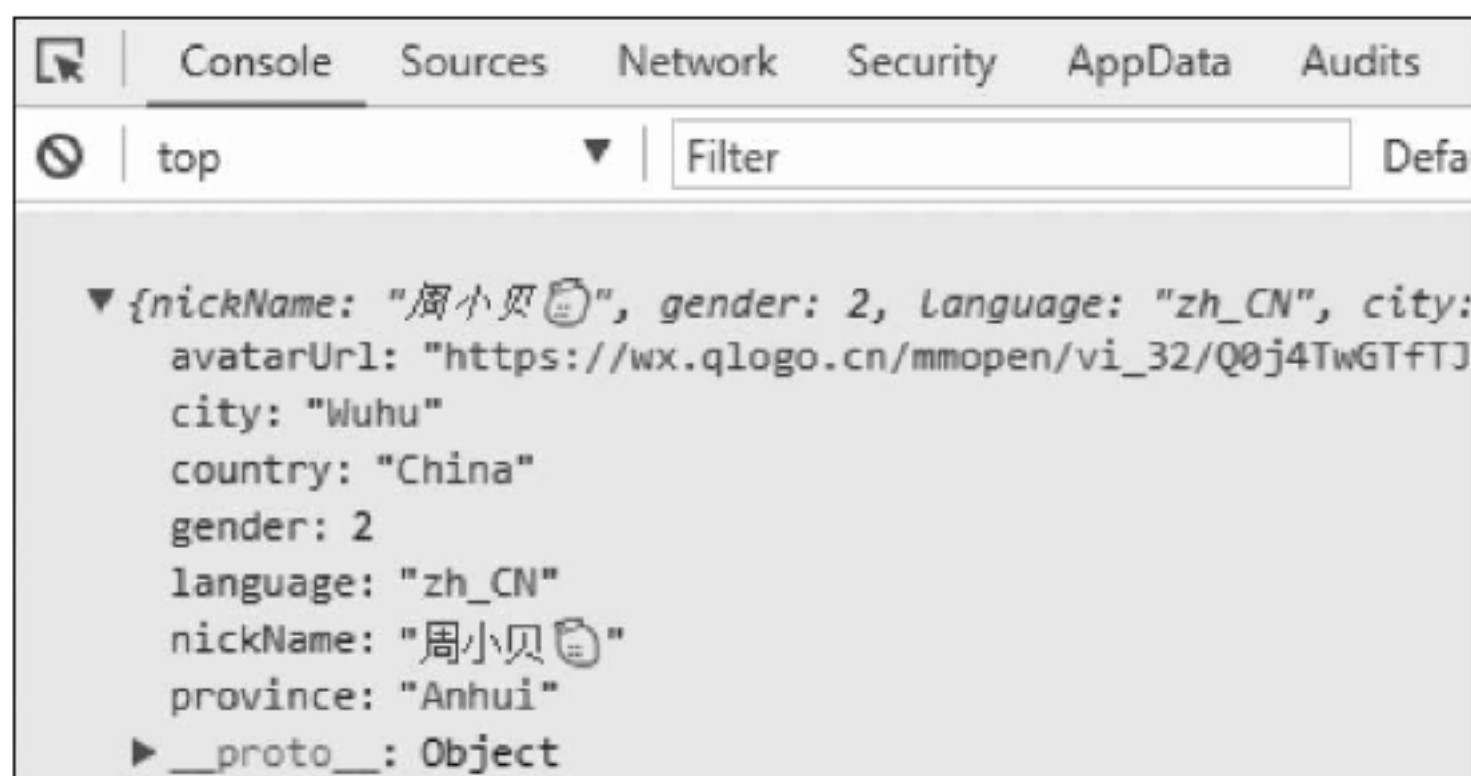 Console Sources Network Security AppData Audits
top Filter Defa
{nickName: "周小贝", gender: 2, language: "zh_CN", city:
avatarUrl: "https://wx.qlogo.cn/mmopen/vi_32/Q0j4TwGTfTJ
city: "Wuhu"
country: "China"
gender: 2
language: "zh_CN"
nickName: "周小贝"
province: "Anhui"
__proto__: Object